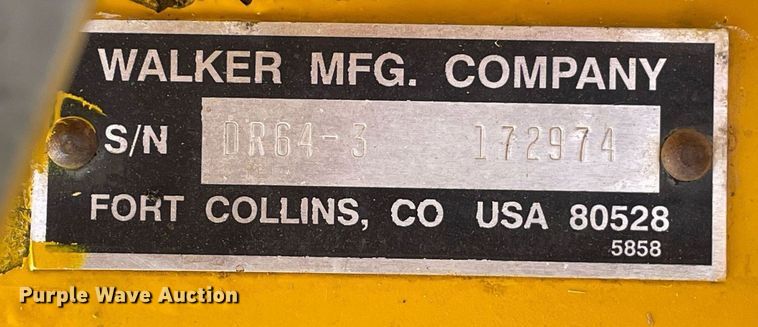 WALKER MFG. COMPANY
S/N DR64-3 172974
FORT COLLINS, CO USA 80528
5858
Purple Wave Auction